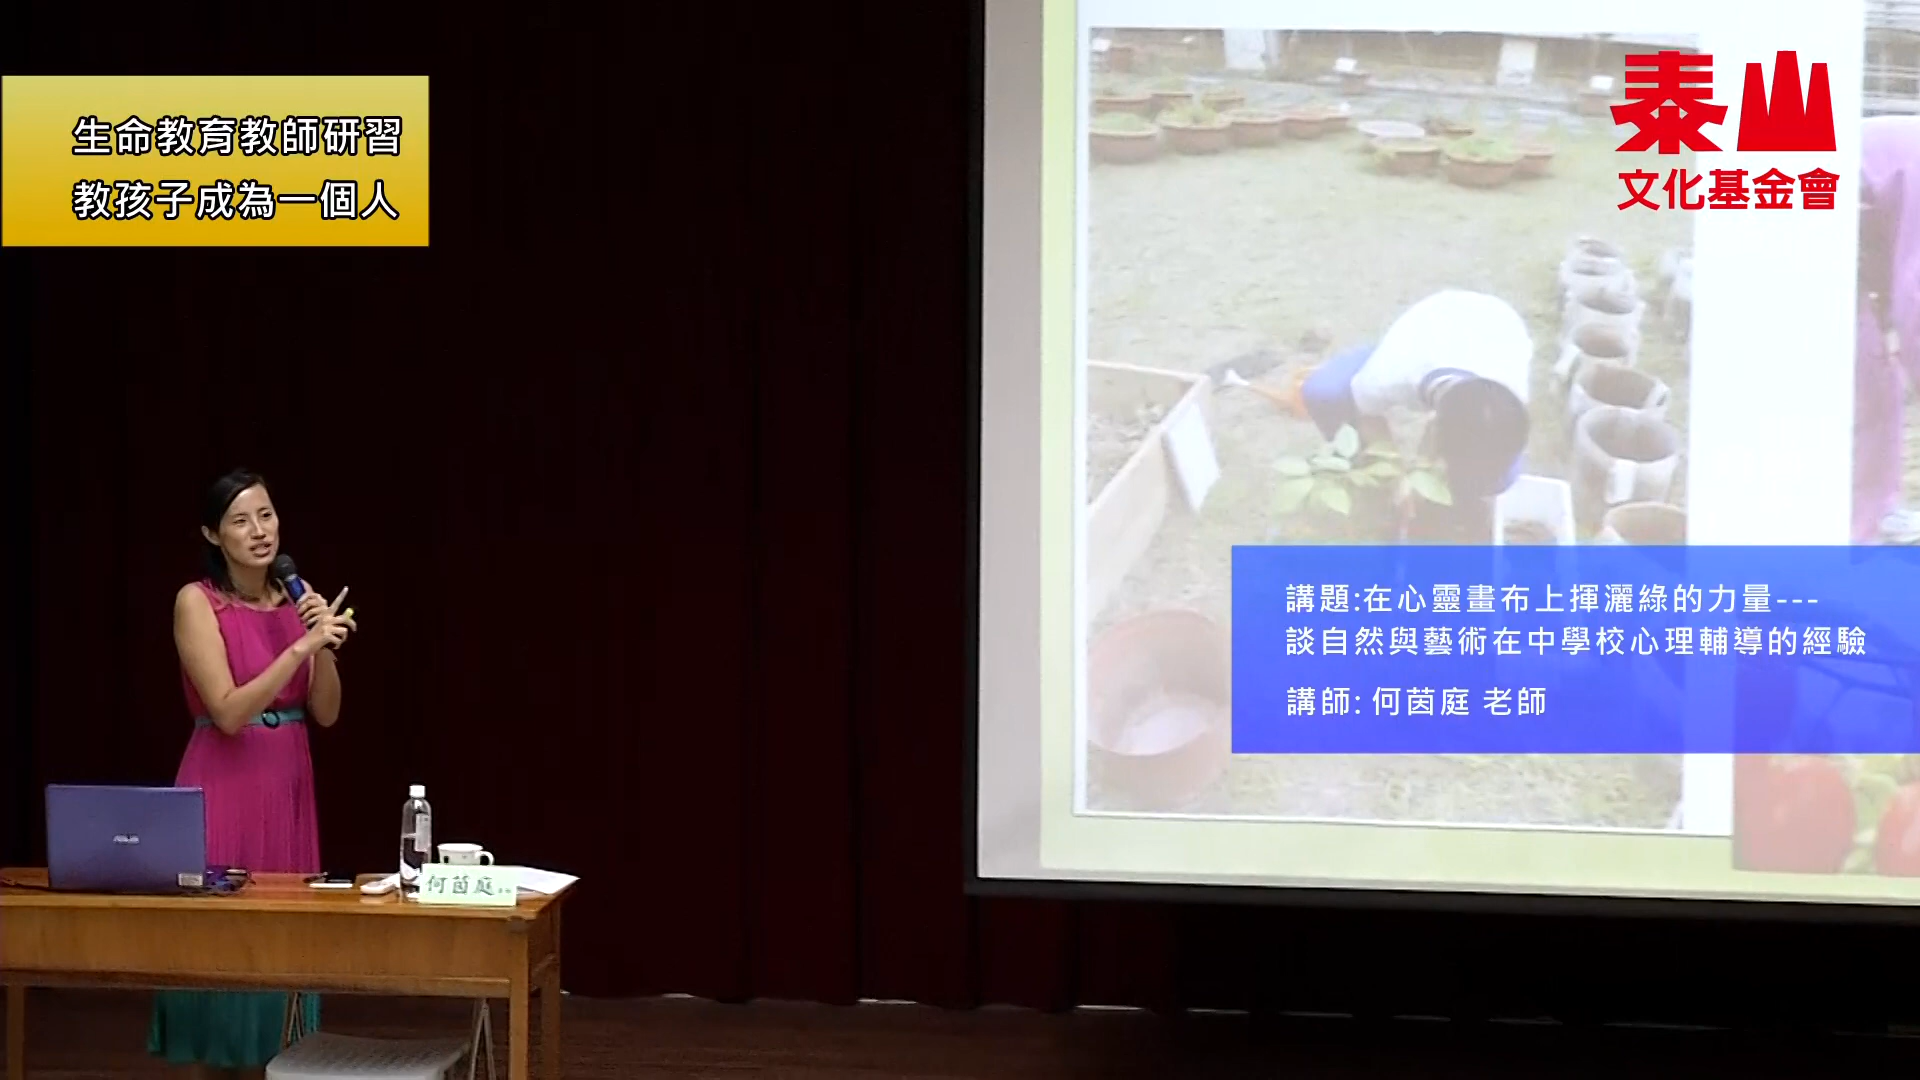 生命教育教師研習
教孩子成為一個人
泰山
文化基金會
講題:在心靈畫布上揮灑綠的力量---
談自然與藝術在中學校心理輔導的經驗
講師: 何茵庭 老師
ASUS
何茵庭